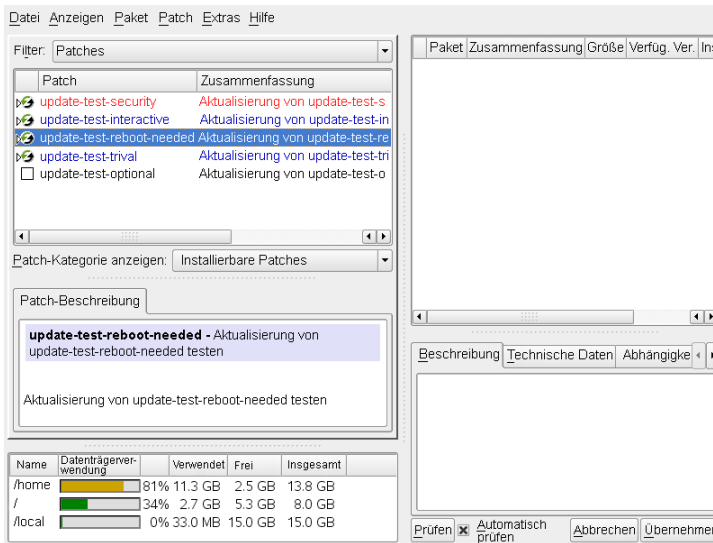 Datei Anzeigen Paket Patch Extras Hilfe
Filter: Patches
Patch Zusammenfassung
update-test-security Aktualisierung von update-test-s
update-test-interactive Aktualisierung von update-test-in
update-test-reboot-needed Aktualisierung von update-test-re
update-test-trival Aktualisierung von update-test-tri
update-test-optional Aktualisierung von update-test-o
Patch-Kategorie anzeigen: Installierbare Patches
Patch-Beschreibung
update-test-reboot-needed - Aktualisierung von
update-test-reboot-needed testen
Aktualisierung von update-test-reboot-needed testen
Name Datenträgerver-
wendung Verwendet Frei Insgesamt
/home 81% 11.3 GB 2.5 GB 13.8 GB
/ 34% 2.7 GB 5.3 GB 8.0 GB
/local 0% 33.0 MB 15.0 GB 15.0 GB
Paket Zusammenfassung Größe Verfüg. Ver. Ins
Beschreibung Technische Daten Abhängigke
Prüfen Automatisch
prüfen Abbrechen Übernehmen